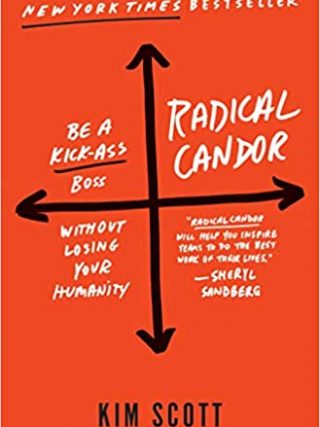 NEW YORK TIMES BESTSELLER
BE A
KICK-ASS
BOSS
RADICAL
CANDOR
WITHOUT
LOSING
YOUR
HUMANITY
"RADICAL CANDOR
WILL HELP YOU INSPIRE
TEAMS TO DO THE BEST
WORK OF THEIR LIVES."
—SHERYL
SANDBERG
KIM SCOTT